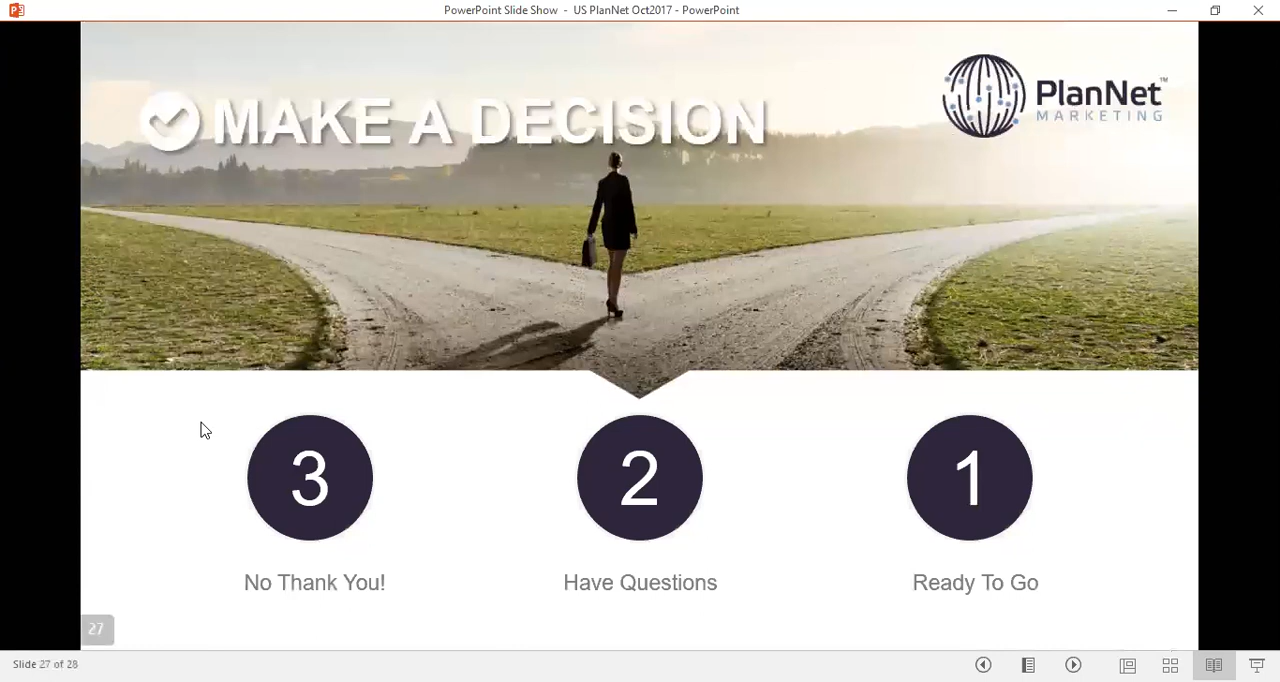 PowerPoint Slide Show - US PlanNet Oct2017 - PowerPoint
MAKE A DECISION
PlanNet™
MARKETING
3
2
1
No Thank You!
Have Questions
Ready To Go
27
Slide 27 of 28